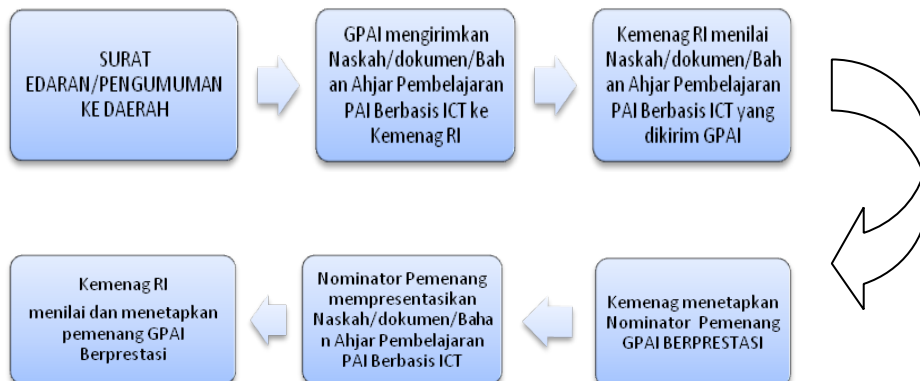 SURAT
EDARAN/PENGUMUMAN
KE DAERAH
GPAI mengirimkan
Naskah/dokumen/Bah
an Ahjar Pembelajaran
PAI Berbasis ICT ke
Kemenag RI
Kemenag RI menilai
Naskah/dokumen/Bah
an Ahjar Pembelajaran
PAI Berbasis ICT yang
dikirim GPAI
Kemenag menetapkan
Nominator Pemenang
GPAI BERPRESTASI
Nominator Pemenang
mempresentasikan
Naskah/dokumen/Baha
n Ahjar Pembelajaran
PAI Berbasis ICT
Kemenag RI
menilai dan menetapkan
pemenang GPAI
Berprestasi